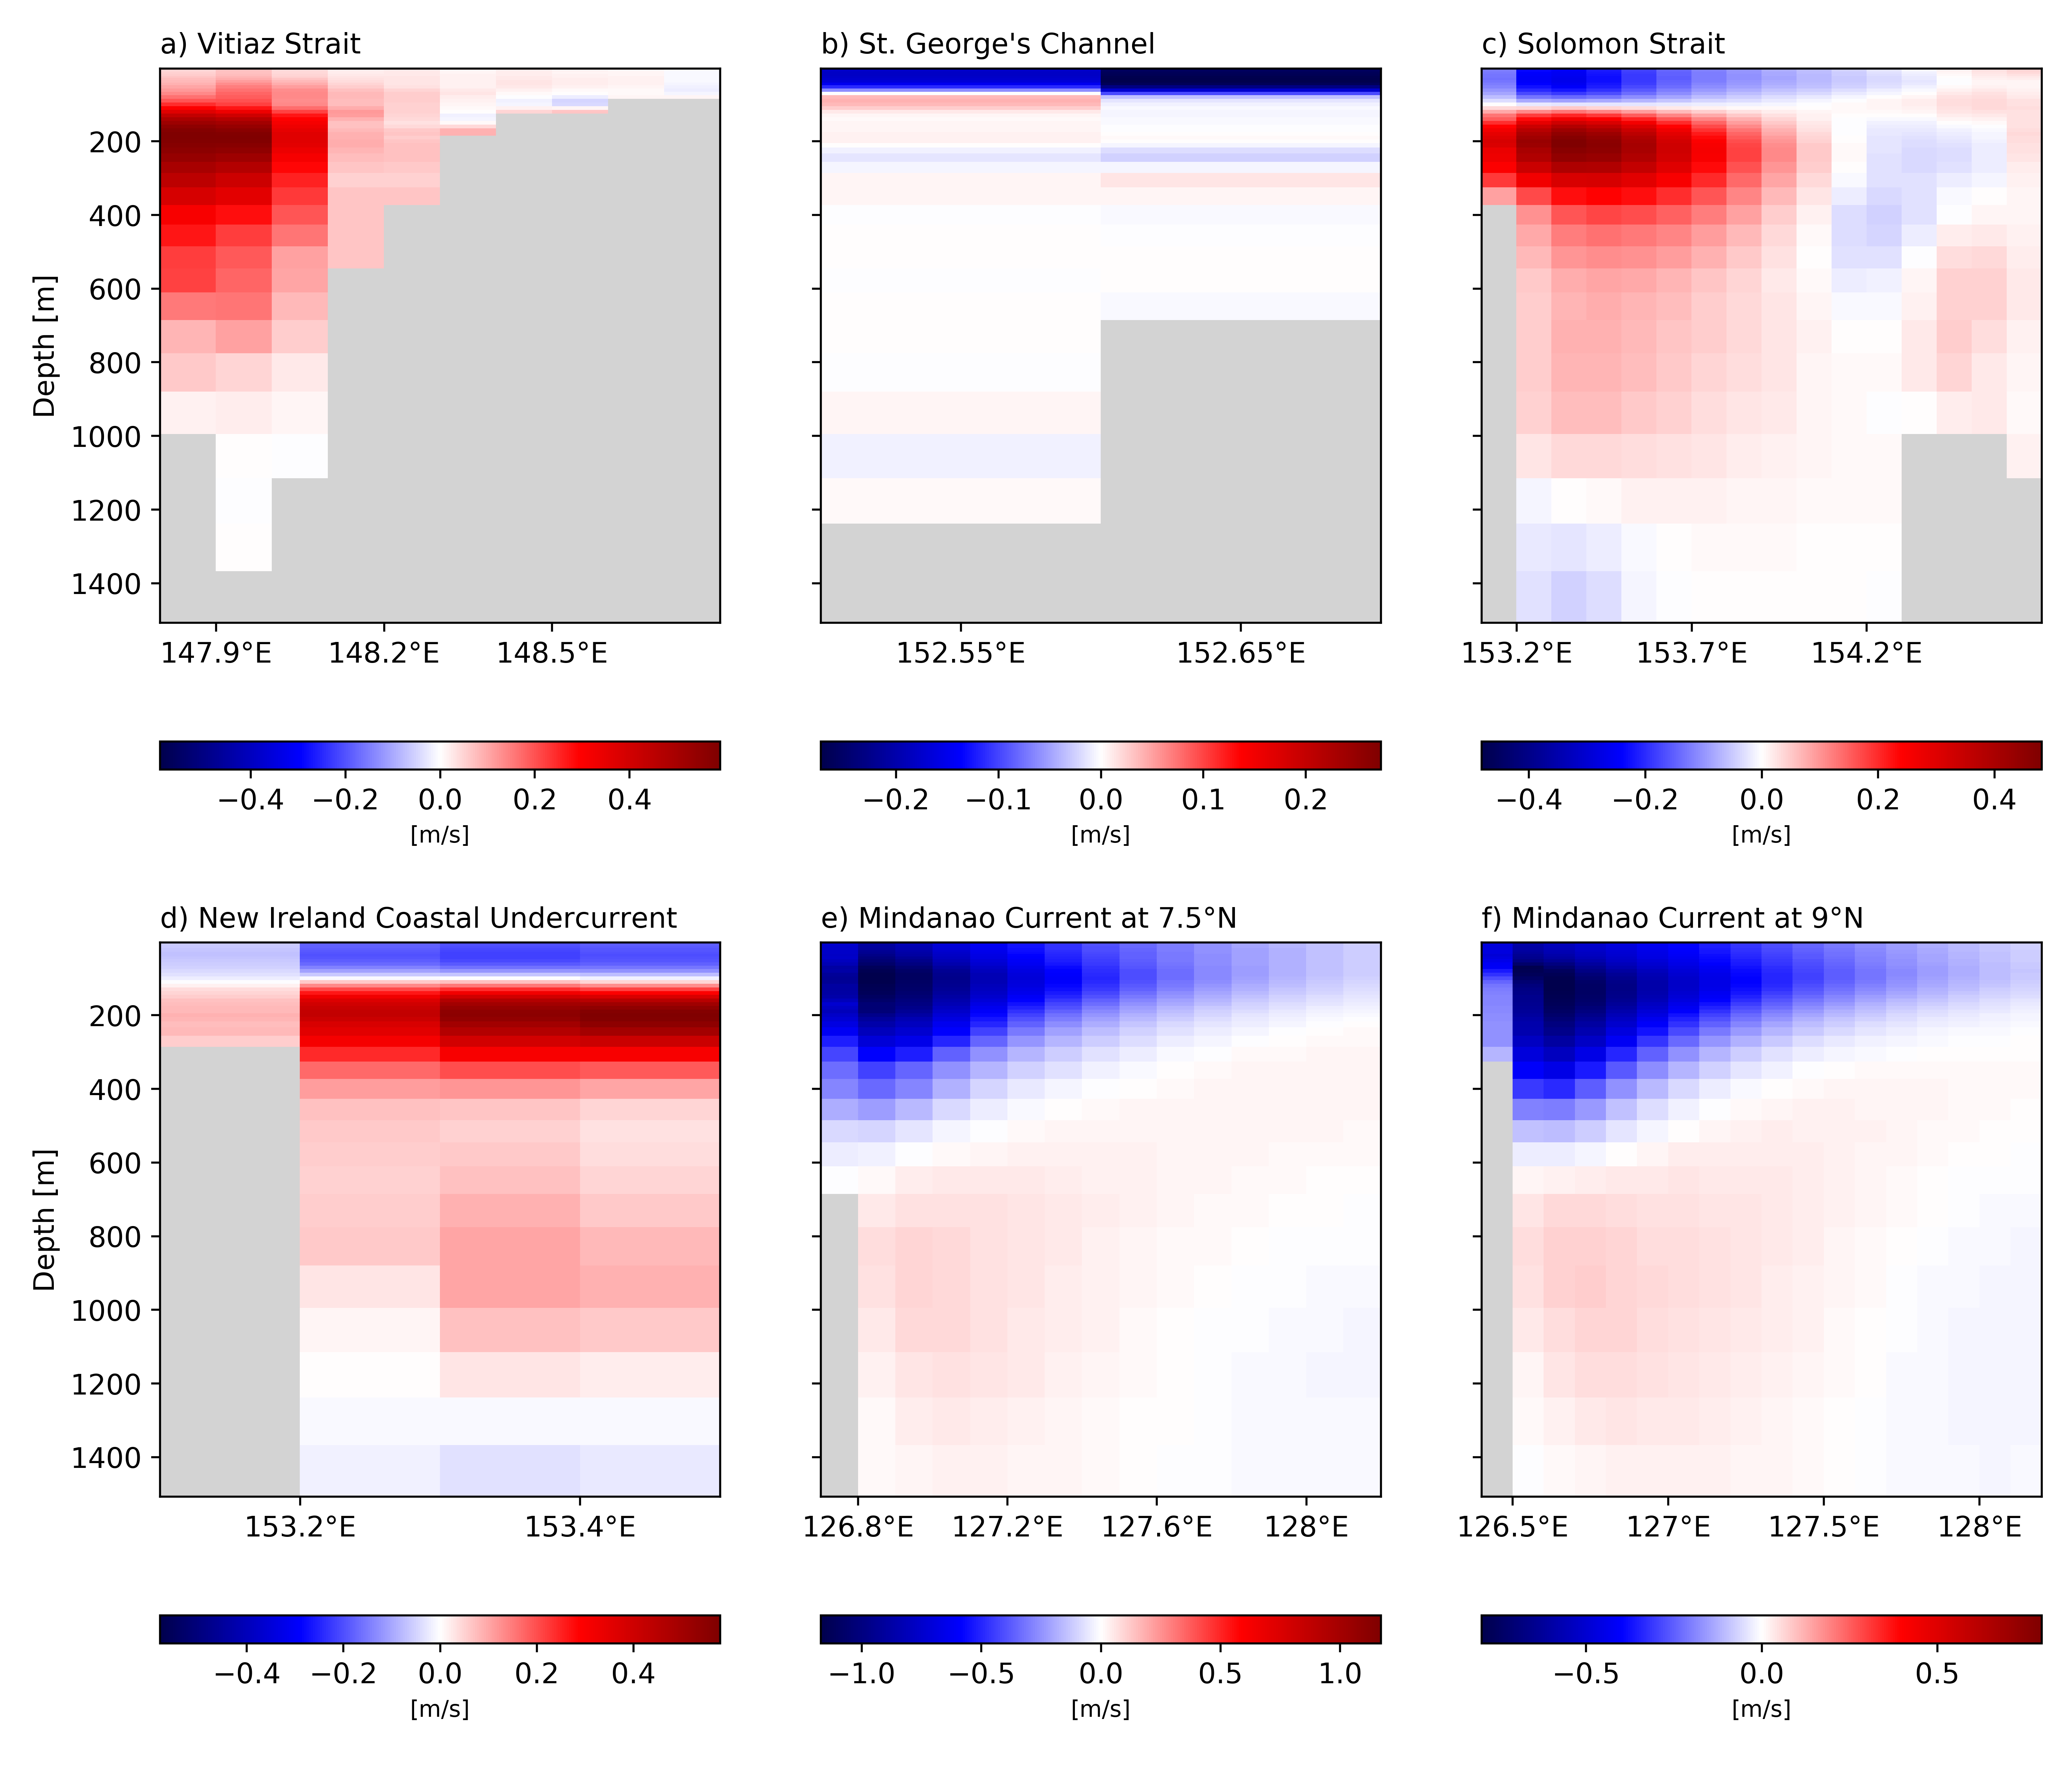 a) Vitiaz Strait
b) St. George's Channel
c) Solomon Strait
Depth [m]
200
400
600
800
1000
1200
1400
147.9°E 148.2°E 148.5°E
152.55°E 152.65°E
153.2°E 153.7°E 154.2°E
−0.4 −0.2 0.0 0.2 0.4
[m/s]
−0.2 −0.1 0.0 0.1 0.2
[m/s]
−0.4 −0.2 0.0 0.2 0.4
[m/s]
d) New Ireland Coastal Undercurrent
e) Mindanao Current at 7.5°N
f) Mindanao Current at 9°N
Depth [m]
200
400
600
800
1000
1200
1400
153.2°E 153.4°E
126.8°E 127.2°E 127.6°E 128°E
126.5°E 127°E 127.5°E 128°E
−0.4 −0.2 0.0 0.2 0.4
[m/s]
−1.0 −0.5 0.0 0.5 1.0
[m/s]
−0.5 0.0 0.5
[m/s]